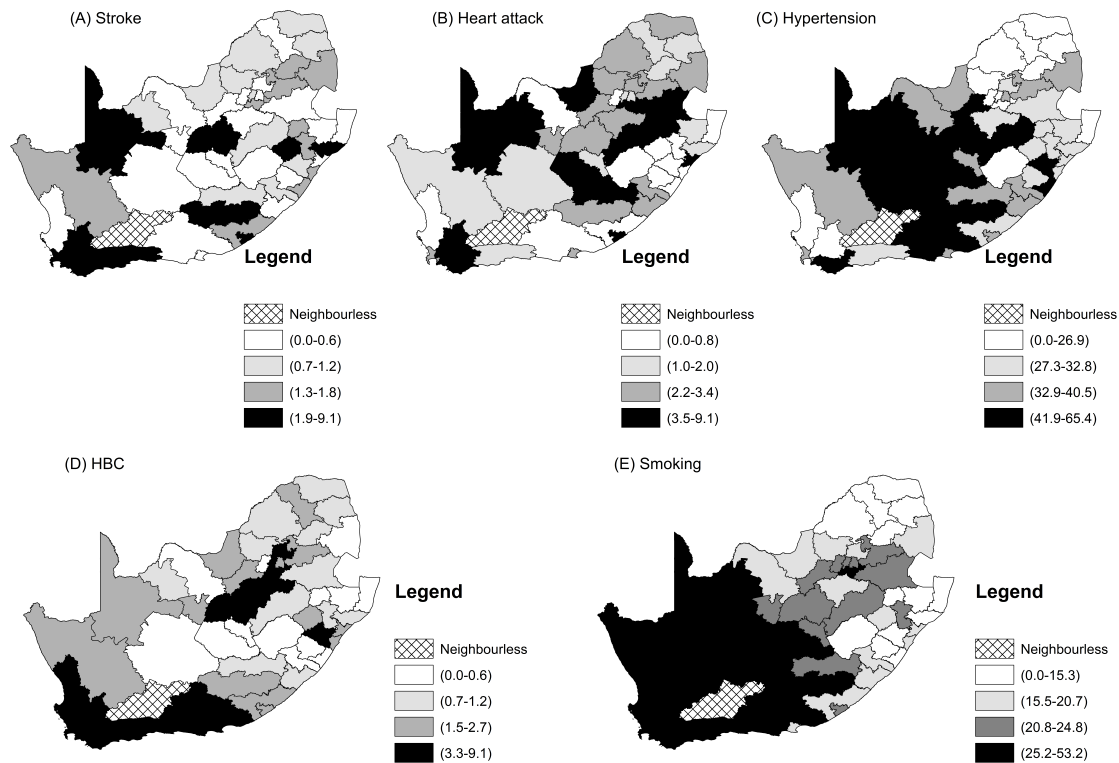 (A) Stroke
(B) Heart attack
(C) Hypertension
Legend
Neighbourless
(0.0-0.6)
(0.7-1.2)
(1.3-1.8)
(1.9-9.1)
Legend
Neighbourless
(0.0-0.8)
(1.0-2.0)
(2.2-3.4)
(3.5-9.1)
Legend
Neighbourless
(0.0-26.9)
(27.3-32.8)
(32.9-40.5)
(41.9-65.4)
(D) HBC
(E) Smoking
Legend
Neighbourless
(0.0-0.6)
(0.7-1.2)
(1.5-2.7)
(3.3-9.1)
Legend
Neighbourless
(0.0-15.3)
(15.5-20.7)
(20.8-24.8)
(25.2-53.2)